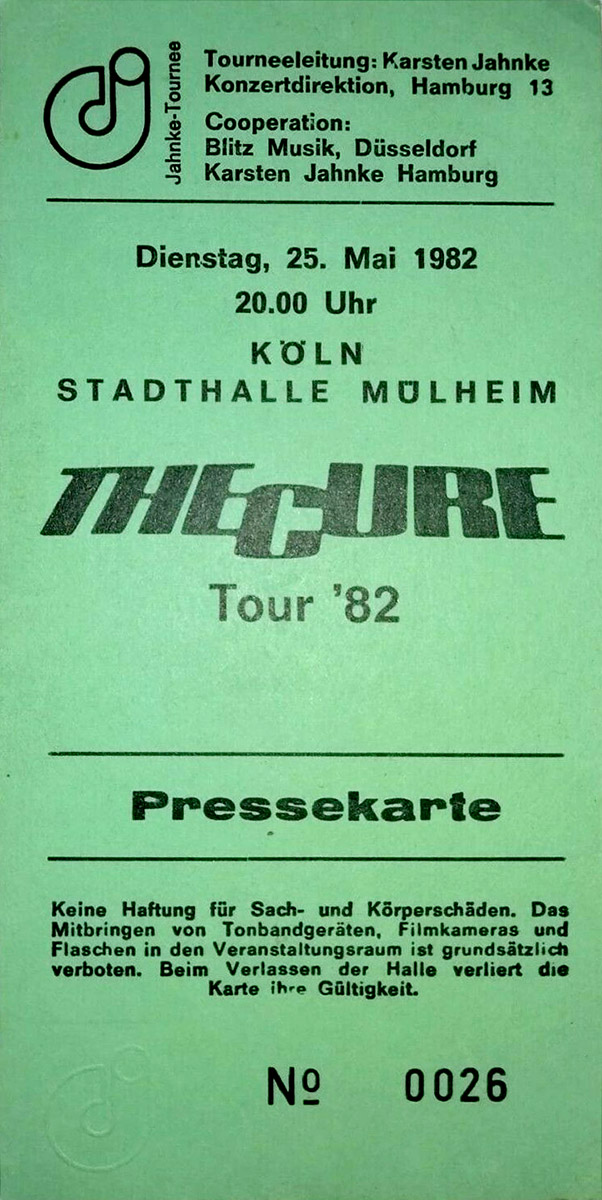 Jahnke-Tournee
Tourneeleitung: Karsten Jahnke
Konzertdirektion, Hamburg 13
Cooperation:
Blitz Musik, Düsseldorf
Karsten Jahnke Hamburg
Dienstag, 25. Mai 1982
20.00 Uhr
KÖLN
STADTHALLE MÜLHEIM
THE CURE
Tour '82
Pressekarte
Keine Haftung für Sach- und Körperschäden. Das
Mitbringen von Tonbandgeräten, Filmkameras und
Flaschen in den Veranstaltungsraum ist grundsätzlich
verboten. Beim Verlassen der Halle verliert die
Karte ihre Gültigkeit.
Nº 0026